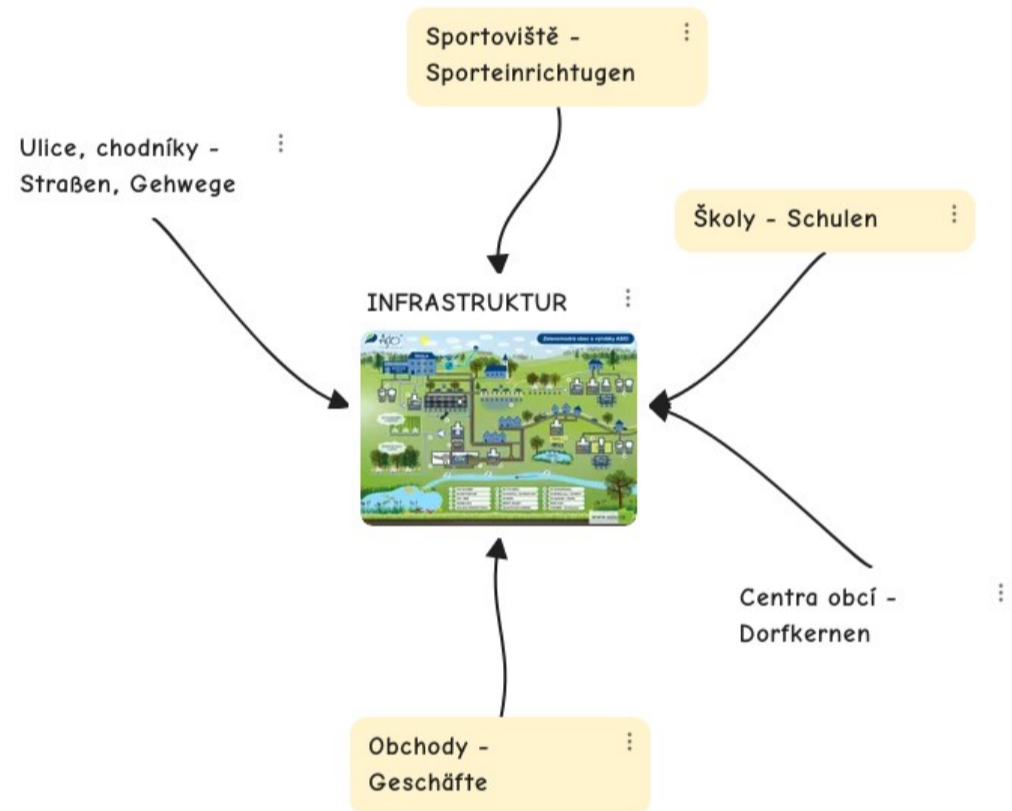 Sportoviště -
Sporteinrichtugen
Ulice, chodníky -
Straßen, Gehwege
Školy - Schulen
INFRASTRUKTUR
Centra obcí -
Dorfkernen
Obchody -
Geschäfte